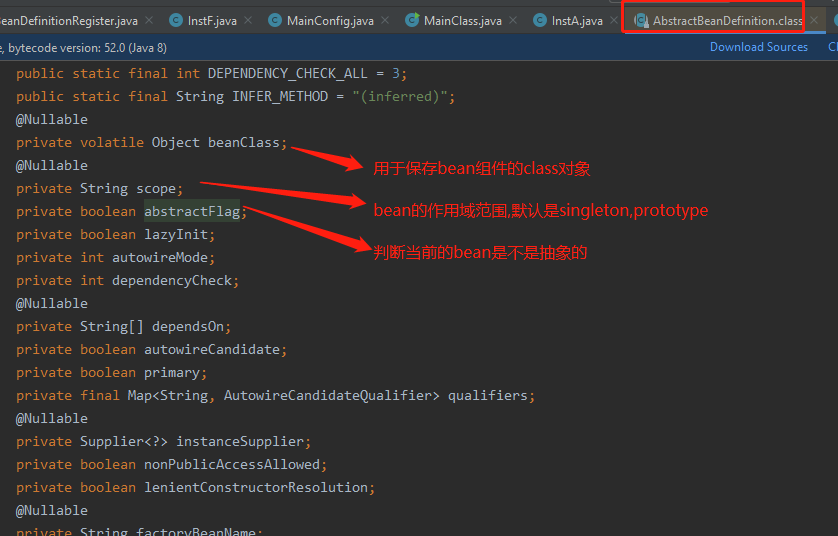 eanDefinitionRegister.java InstF.java MainConfig.java MainClass.java InstA.java AbstractBeanDefinition.class
e, bytecode version: 52.0 (Java 8) Download Sources
public static final int DEPENDENCY_CHECK_ALL = 3;
public static final String INFER_METHOD = "(inferred)";
@Nullable
private volatile Object beanClass;
用于保存bean组件的class对象
@Nullable
private String scope;
bean的作用域范围,默认是singleton,prototype
private boolean abstractFlag;
private boolean lazyInit;
判断当前的bean是不是抽象的
private int autowireMode;
private int dependencyCheck;
@Nullable
private String[] dependsOn;
private boolean autowireCandidate;
private boolean primary;
private final Map<String, AutowireCandidateQualifier> qualifiers;
@Nullable
private Supplier<?> instanceSupplier;
private boolean nonPublicAccessAllowed;
private boolean lenientConstructorResolution;
@Nullable
private String factoryBeanName;